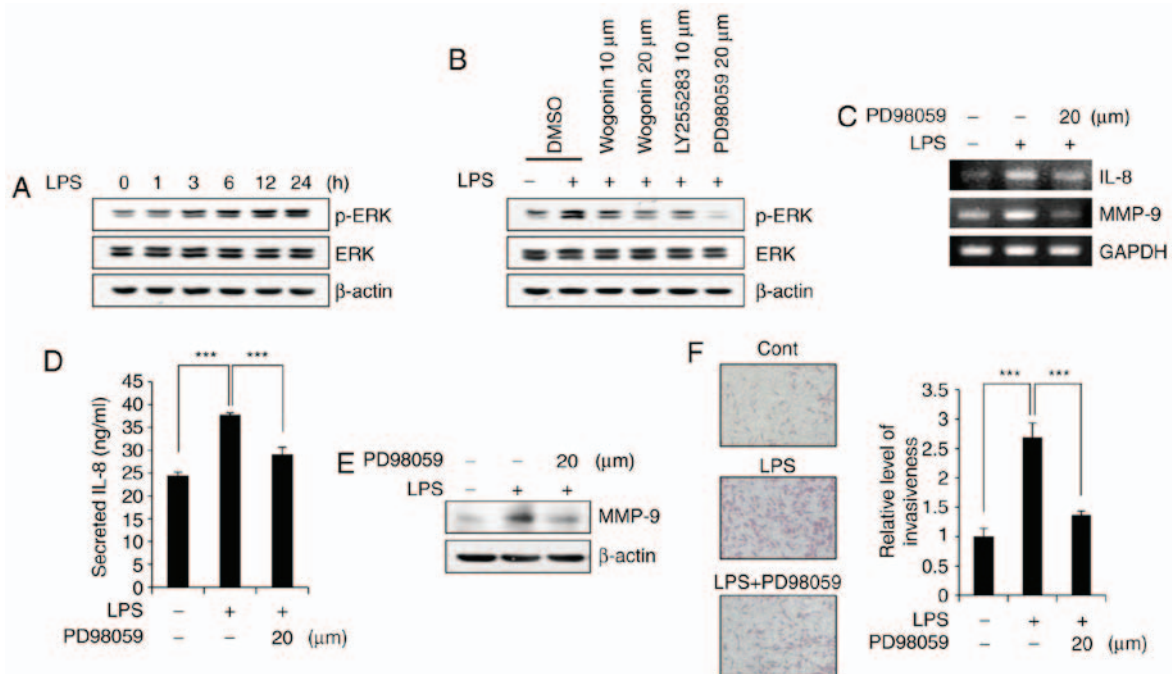 A
LPS 0 1 3 6 12 24 (h)
p-ERK
ERK
β-actin
B
DMSO
Wogonin 10 μm
Wogonin 20 μm
LY255283 10 μm
PD98059 20 μm
LPS - + + + + +
p-ERK
ERK
β-actin
C
PD98059 - - 20 (μm)
LPS - + +
IL-8
MMP-9
GAPDH
D
*** ***
Secreted IL-8 (ng/ml)
45
40
35
30
25
20
15
10
5
0
LPS - + +
PD98059 - - 20 (μm)
E
PD98059 - - 20 (μm)
LPS - + +
MMP-9
β-actin
F
Cont
LPS
LPS+PD98059
*** ***
Relative level of
invasiveness
3.5
3
2.5
2
1.5
1
0.5
0
LPS - + +
PD98059 - - 20 (μm)